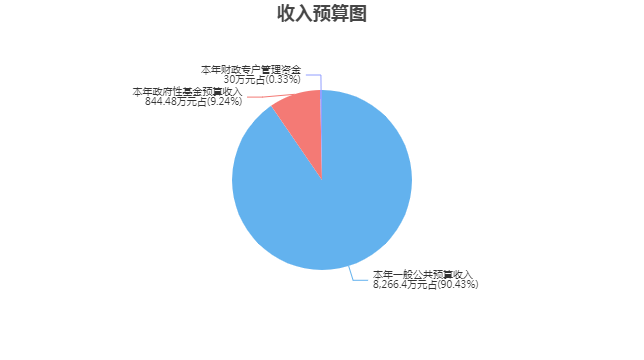 收入预算图
本年财政专户管理资金
30万元占(0.33%)
本年政府性基金预算收入
844.48万元占(9.24%)
本年一般公共预算收入
8,266.4万元占(90.43%)